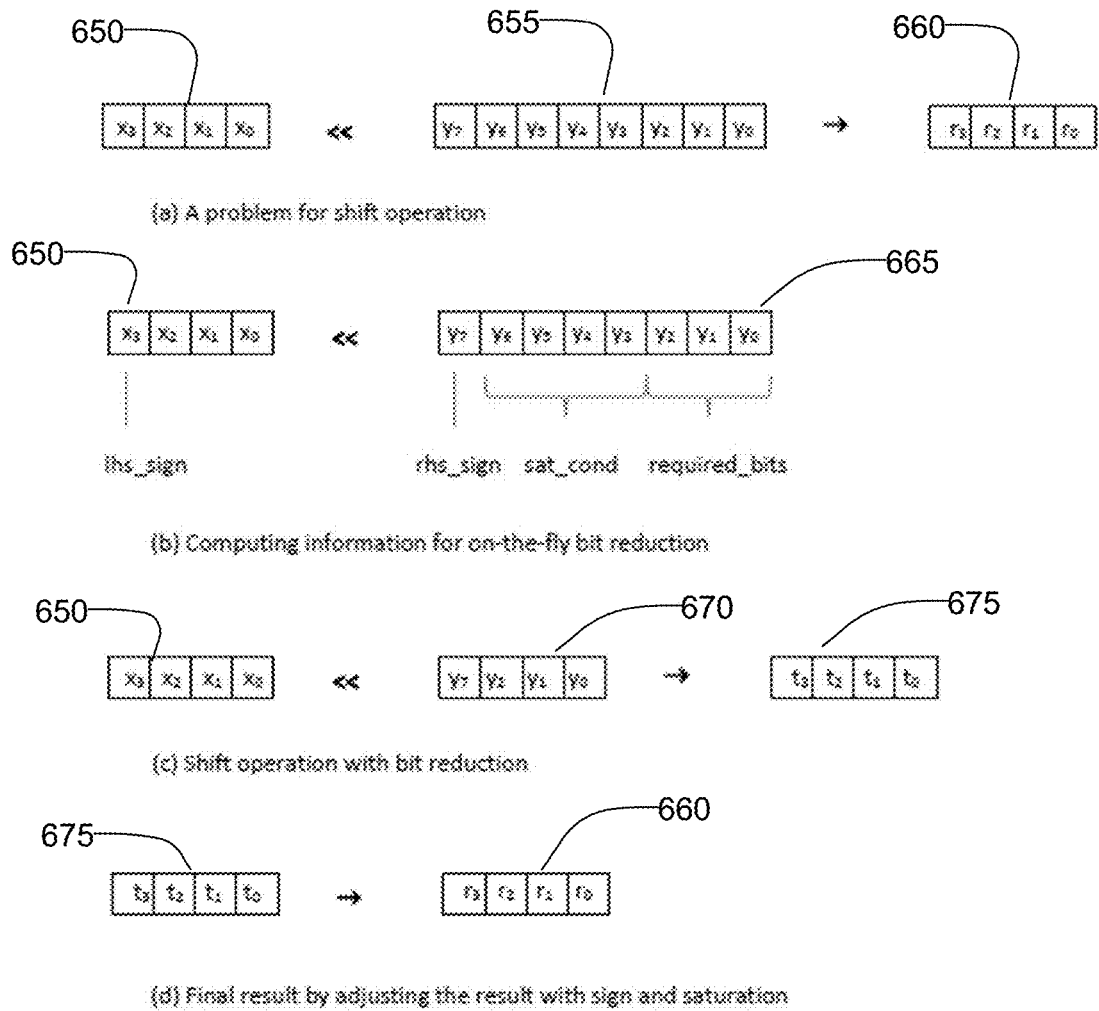 650 655 660
x₃ x₂ x₁ x₀ << y₇ y₆ y₅ y₄ y₃ y₂ y₁ y₀ → r₃ r₂ r₁ r₀
(a) A problem for shift operation
650 665
x₃ x₂ x₁ x₀ << y₇ y₆ y₅ y₄ y₃ y₂ y₁ y₀
lhs_sign rhs_sign sat_cond required_bits
(b) Computing information for on-the-fly bit reduction
650 670 675
x₃ x₂ x₁ x₀ << y₇ y₂ y₁ y₀ → t₃ t₂ t₁ t₀
(c) Shift operation with bit reduction
675 660
t₃ t₂ t₁ t₀ → r₃ r₂ r₁ r₀
(d) Final result by adjusting the result with sign and saturation